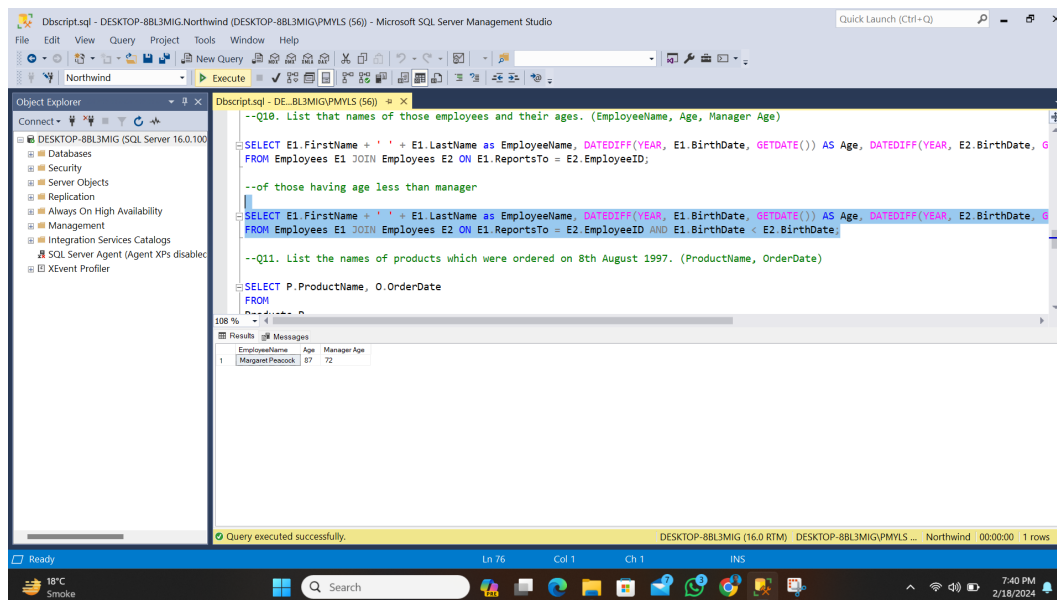 Dbscript.sql - DESKTOP-8BL3MIG.Northwind (DESKTOP-8BL3MIG\PMYLS (56)) - Microsoft SQL Server Management Studio
Quick Launch (Ctrl+Q)
File Edit View Query Project Tools Window Help
New Query
Northwind
Execute
Object Explorer
Dbscript.sql - DE...BL3MIG\PMYLS (56))
Connect
DESKTOP-8BL3MIG (SQL Server 16.0.100
Databases
Security
Server Objects
Replication
Always On High Availability
Management
Integration Services Catalogs
SQL Server Agent (Agent XPs disablec
XEvent Profiler
--Q10. List that names of those employees and their ages. (EmployeeName, Age, Manager Age)
SELECT E1.FirstName + ' ' + E1.LastName as EmployeeName, DATEDIFF(YEAR, E1.BirthDate, GETDATE()) AS Age, DATEDIFF(YEAR, E2.BirthDate, G
FROM Employees E1 JOIN Employees E2 ON E1.ReportsTo = E2.EmployeeID;
--of those having age less than manager
SELECT E1.FirstName + ' ' + E1.LastName as EmployeeName, DATEDIFF(YEAR, E1.BirthDate, GETDATE()) AS Age, DATEDIFF(YEAR, E2.BirthDate, G
FROM Employees E1 JOIN Employees E2 ON E1.ReportsTo = E2.EmployeeID AND E1.BirthDate < E2.BirthDate;
--Q11. List the names of products which were ordered on 8th August 1997. (ProductName, OrderDate)
SELECT P.ProductName, O.OrderDate
FROM
108 %
Results Messages
EmployeeName Age Manager Age
1 Margaret Peacock 87 72
Query executed successfully.
DESKTOP-8BL3MIG (16.0 RTM) DESKTOP-8BL3MIG\PMYLS ... Northwind 00:00:00 1 rows
Ready
Ln 76 Col 1 Ch 1 INS
18°C
Smoke
Search
PRE
7
3
7:40 PM
2/18/2024